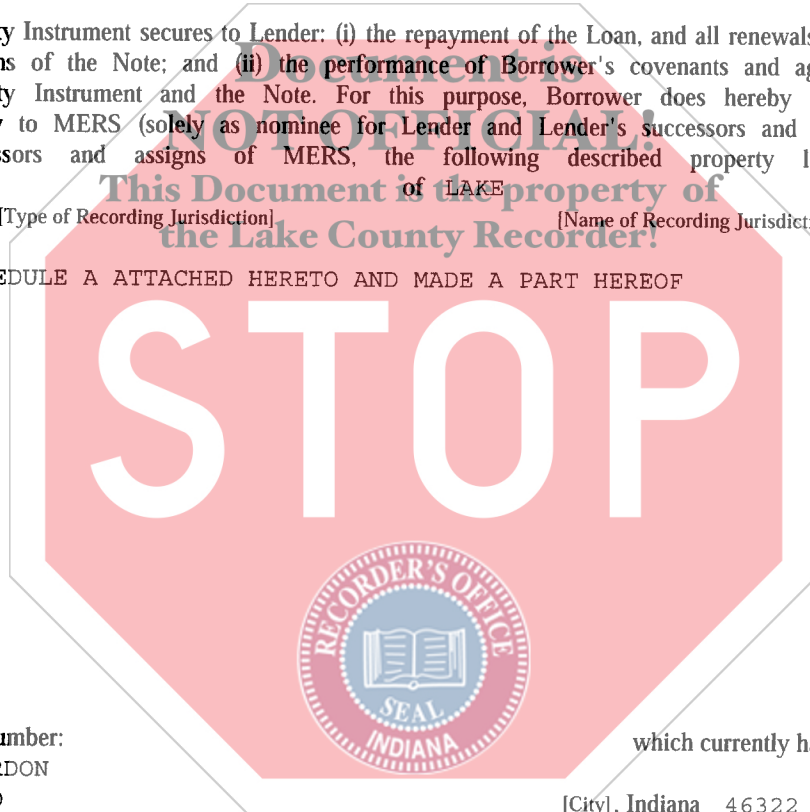 y Instrument secures to Lender: (i) the repayment of the Loan, and all renewals
s of the Note; and (ii) the performance of Borrower's covenants and ag
ty Instrument and the Note. For this purpose, Borrower does hereby
to MERS (solely as nominee for Lender and Lender's successors and
ssors and assigns of MERS, the following described property l
of LAKE
[Type of Recording Jurisdiction] [Name of Recording Jurisdict
EDULE A ATTACHED HERETO AND MADE A PART HEREOF
Document is
NOT OFFICIAL!
This Document is the property of
the Lake County Recorder!
STOP
RECORDER'S OFFICE
SEAL
INDIANA
umber:
which currently h
RDON
[City], Indiana 46322